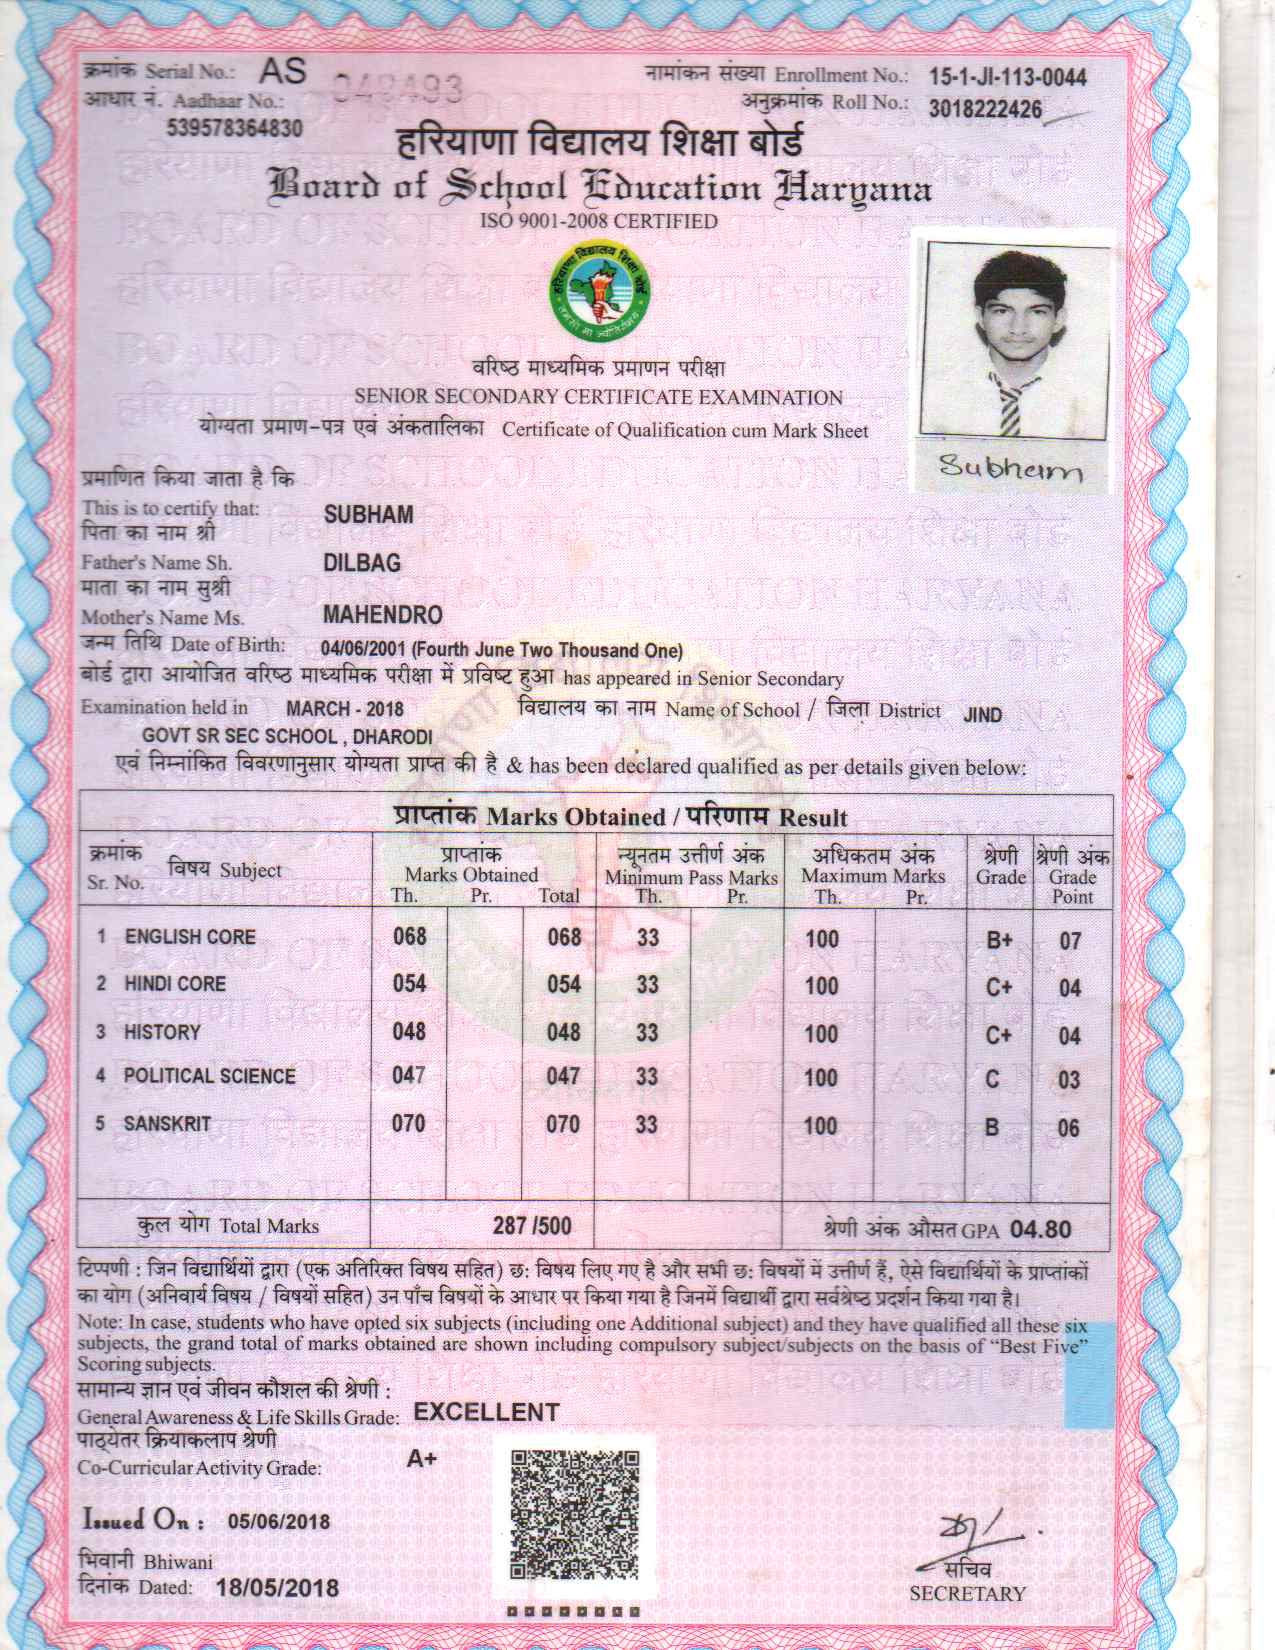 क्रमांक Serial No.: AS 048493
नामांकन संख्या Enrollment No.: 15-1-JI-113-0044
आधार नं. Aadhaar No.:
539578364830
अनुक्रमांक Roll No.: 3018222426
हरियाणा विद्यालय शिक्षा बोर्ड
Board of School Education Haryana
ISO 9001-2008 CERTIFIED
हरियाणा विद्यालय शिक्षा बोर्ड
तमसो मा ज्योतिर्गमय
वरिष्ठ माध्यमिक प्रमाणन परीक्षा
SENIOR SECONDARY CERTIFICATE EXAMINATION
योग्यता प्रमाण-पत्र एवं अंकतालिका Certificate of Qualification cum Mark Sheet
Subham
प्रमाणित किया जाता है कि
This is to certify that: SUBHAM
पिता का नाम श्री
Father's Name Sh. DILBAG
माता का नाम सुश्री
Mother's Name Ms. MAHENDRO
जन्म तिथि Date of Birth: 04/06/2001 (Fourth June Two Thousand One)
बोर्ड द्वारा आयोजित वरिष्ठ माध्यमिक परीक्षा में प्रविष्ट हुआ has appeared in Senior Secondary
Examination held in MARCH - 2018 विद्यालय का नाम Name of School / जिला District JIND
GOVT SR SEC SCHOOL , DHARODI
एवं निम्नांकित विवरणानुसार योग्यता प्राप्त की है & has been declared qualified as per details given below:
प्राप्तांक Marks Obtained / परिणाम Result
क्रमांक Sr. No. विषय Subject प्राप्तांक Marks Obtained न्यूनतम उत्तीर्ण अंक Minimum Pass Marks अधिकतम अंक Maximum Marks श्रेणी Grade श्रेणी अंक Grade Point
Th. Pr. Total Th. Pr. Th. Pr.
1 ENGLISH CORE 068 068 33 100 B+ 07
2 HINDI CORE 054 054 33 100 C+ 04
3 HISTORY 048 048 33 100 C+ 04
4 POLITICAL SCIENCE 047 047 33 100 C 03
5 SANSKRIT 070 070 33 100 B 06
कुल योग Total Marks 287 /500 श्रेणी अंक औसत GPA 04.80
टिप्पणी : जिन विद्यार्थियों द्वारा (एक अतिरिक्त विषय सहित) छः विषय लिए गए है और सभी छः विषयों में उत्तीर्ण हैं, ऐसे विद्यार्थियों के प्राप्तांकों
का योग (अनिवार्य विषय / विषयों सहित) उन पाँच विषयों के आधार पर किया गया है जिनमें विद्यार्थी द्वारा सर्वश्रेष्ठ प्रदर्शन किया गया है।
Note: In case, students who have opted six subjects (including one Additional subject) and they have qualified all these six
subjects, the grand total of marks obtained are shown including compulsory subject/subjects on the basis of “Best Five”
Scoring subjects.
सामान्य ज्ञान एवं जीवन कौशल की श्रेणी :
General Awareness & Life Skills Grade: EXCELLENT
पाठ्येतर क्रियाकलाप श्रेणी
Co-Curricular Activity Grade: A+
Issued On : 05/06/2018
भिवानी Bhiwani
दिनांक Dated: 18/05/2018
सचिव
SECRETARY